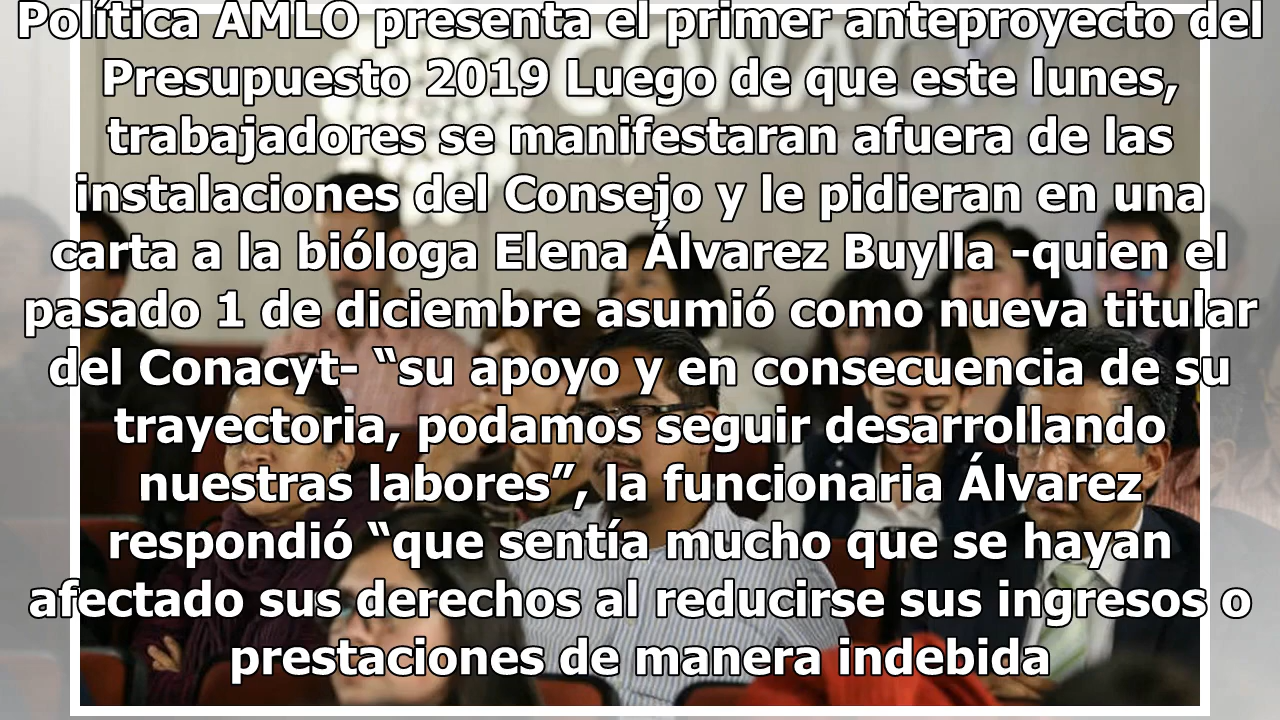 Política AMLO presenta el primer anteproyecto del
Presupuesto 2019 Luego de que este lunes,
trabajadores se manifestaran afuera de las
instalaciones del Consejo y le pidieran en una
carta a la bióloga Elena Álvarez Buylla -quien el
pasado 1 de diciembre asumió como nueva titular
del Conacyt- “su apoyo y en consecuencia de su
trayectoria, podamos seguir desarrollando
nuestras labores”, la funcionaria Álvarez
respondió “que sentía mucho que se hayan
afectado sus derechos al reducirse sus ingresos o
prestaciones de manera indebida
CONACYT